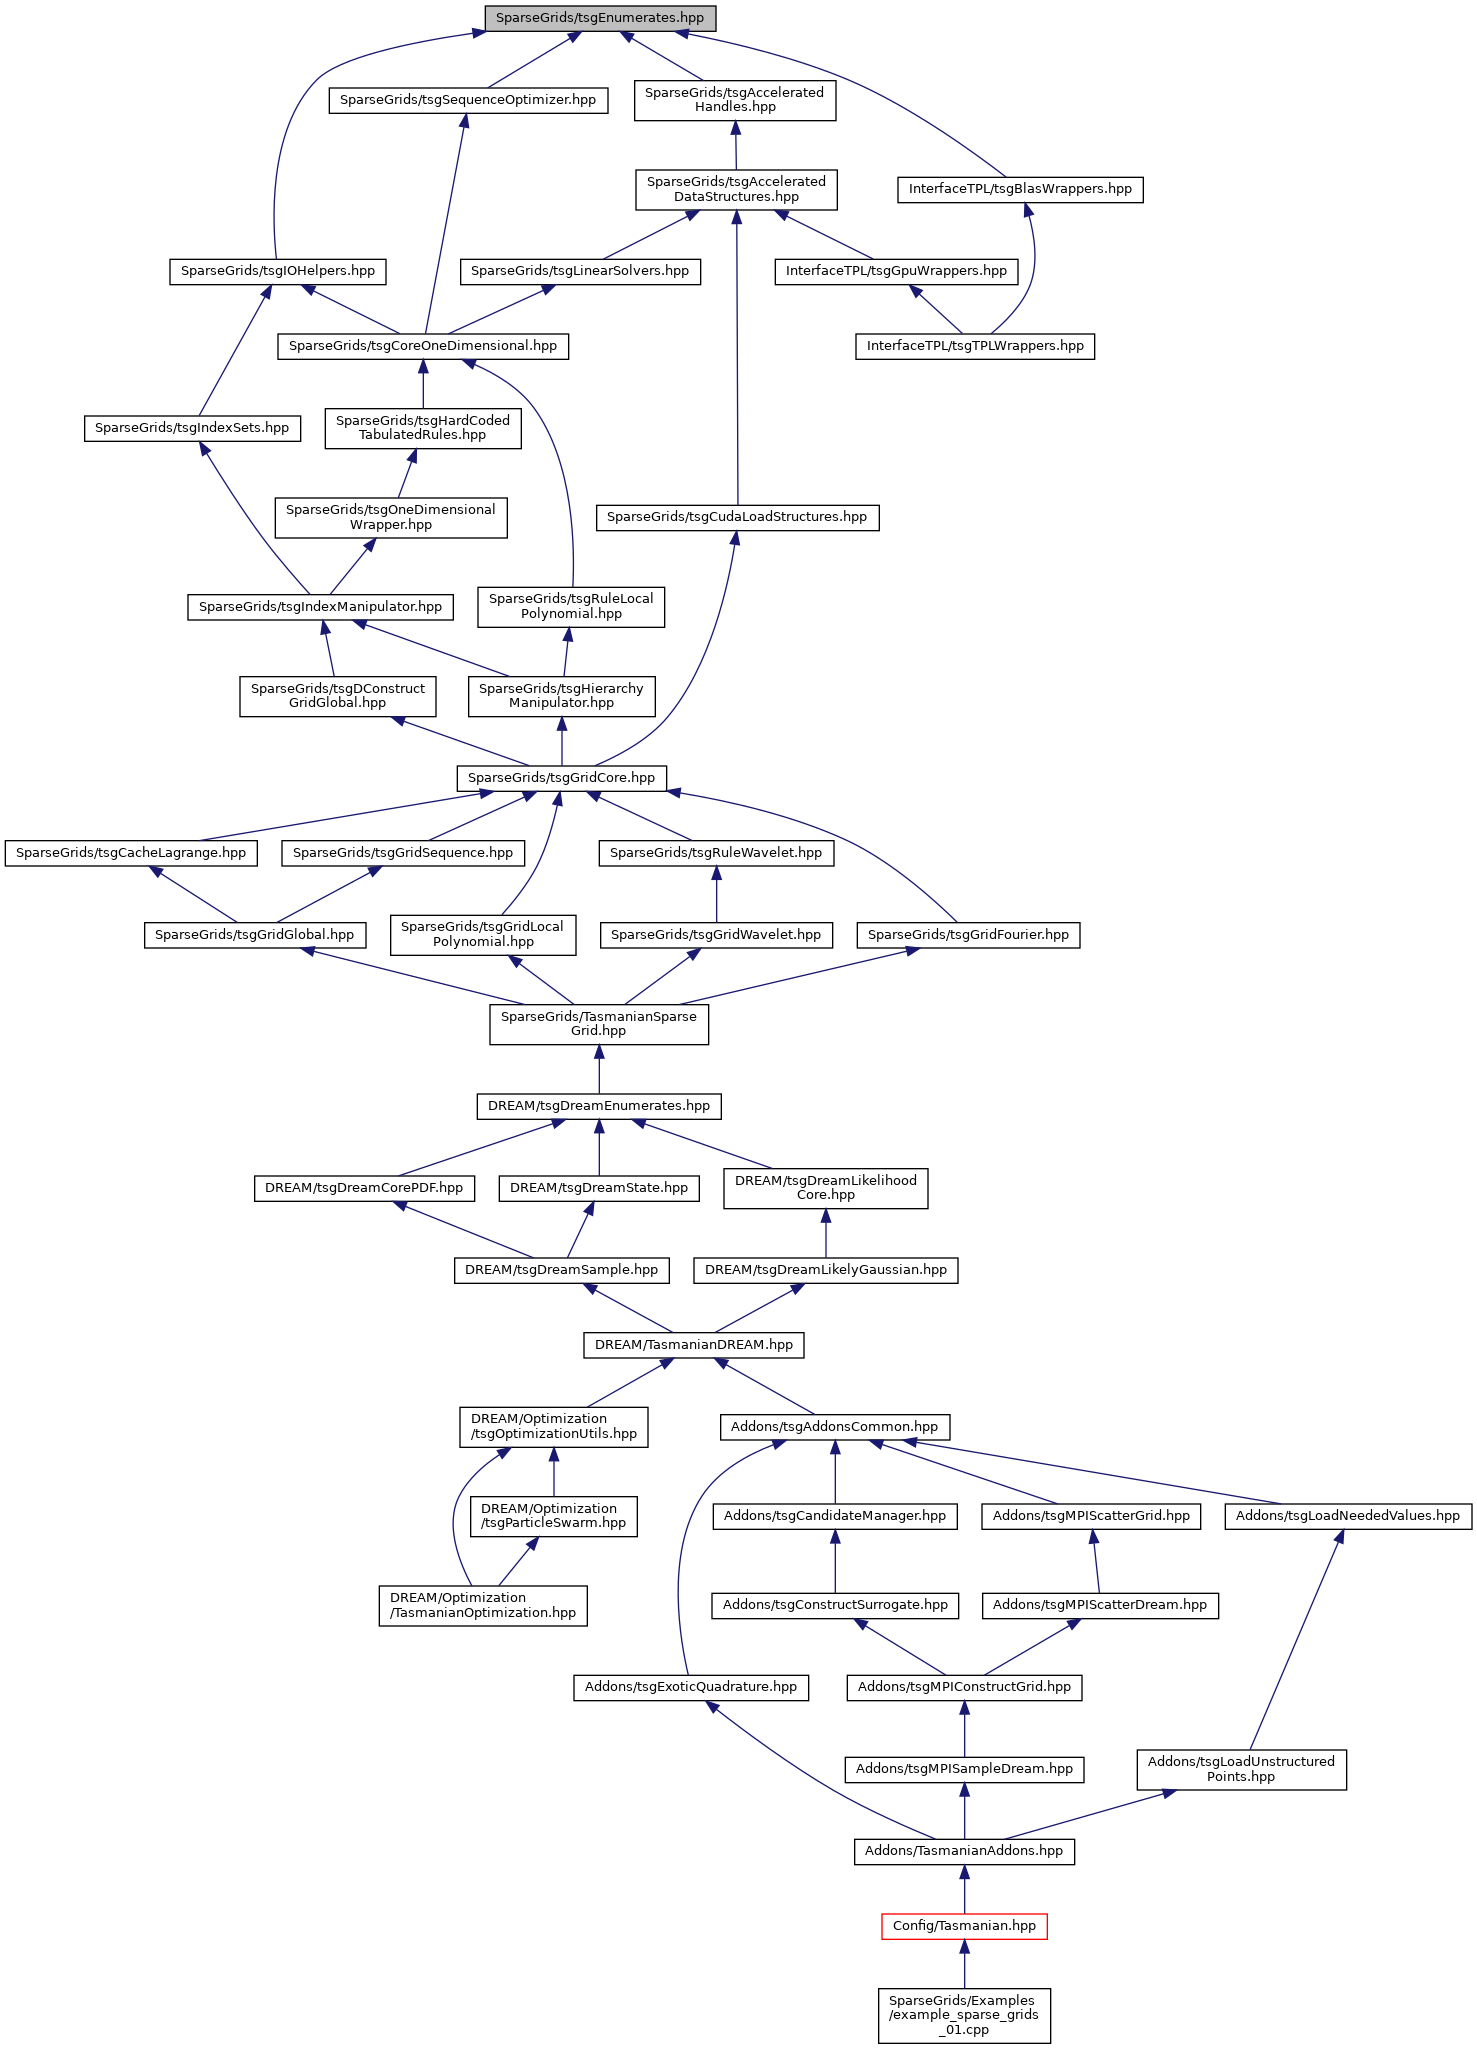 SparseGrids/tsgEnumerates.hpp
SparseGrids/tsgSequenceOptimizer.hpp
SparseGrids/tsgAccelerated
Handles.hpp
SparseGrids/tsgAccelerated
DataStructures.hpp
InterfaceTPL/tsgBlasWrappers.hpp
SparseGrids/tsgIOHelpers.hpp
SparseGrids/tsgLinearSolvers.hpp
InterfaceTPL/tsgGpuWrappers.hpp
SparseGrids/tsgCoreOneDimensional.hpp
InterfaceTPL/tsgTPLWrappers.hpp
SparseGrids/tsgIndexSets.hpp
SparseGrids/tsgHardCoded
TabulatedRules.hpp
SparseGrids/tsgOneDimensional
Wrapper.hpp
SparseGrids/tsgCudaLoadStructures.hpp
SparseGrids/tsgIndexManipulator.hpp
SparseGrids/tsgRuleLocal
Polynomial.hpp
SparseGrids/tsgDConstruct
GridGlobal.hpp
SparseGrids/tsgHierarchy
Manipulator.hpp
SparseGrids/tsgGridCore.hpp
SparseGrids/tsgCacheLagrange.hpp
SparseGrids/tsgGridSequence.hpp
SparseGrids/tsgRuleWavelet.hpp
SparseGrids/tsgGridGlobal.hpp
SparseGrids/tsgGridLocal
Polynomial.hpp
SparseGrids/tsgGridWavelet.hpp
SparseGrids/tsgGridFourier.hpp
SparseGrids/TasmanianSparse
Grid.hpp
DREAM/tsgDreamEnumerates.hpp
DREAM/tsgDreamCorePDF.hpp
DREAM/tsgDreamState.hpp
DREAM/tsgDreamLikelihood
Core.hpp
DREAM/tsgDreamSample.hpp
DREAM/tsgDreamLikelyGaussian.hpp
DREAM/TasmanianDREAM.hpp
DREAM/Optimization
/tsgOptimizationUtils.hpp
Addons/tsgAddonsCommon.hpp
DREAM/Optimization
/tsgParticleSwarm.hpp
Addons/tsgCandidateManager.hpp
Addons/tsgMPIScatterGrid.hpp
Addons/tsgLoadNeededValues.hpp
DREAM/Optimization
/TasmanianOptimization.hpp
Addons/tsgConstructSurrogate.hpp
Addons/tsgMPIScatterDream.hpp
Addons/tsgExoticQuadrature.hpp
Addons/tsgMPIConstructGrid.hpp
Addons/tsgMPISampleDream.hpp
Addons/tsgLoadUnstructured
Points.hpp
Addons/TasmanianAddons.hpp
Config/Tasmanian.hpp
SparseGrids/Examples
/example_sparse_grids
_01.cpp